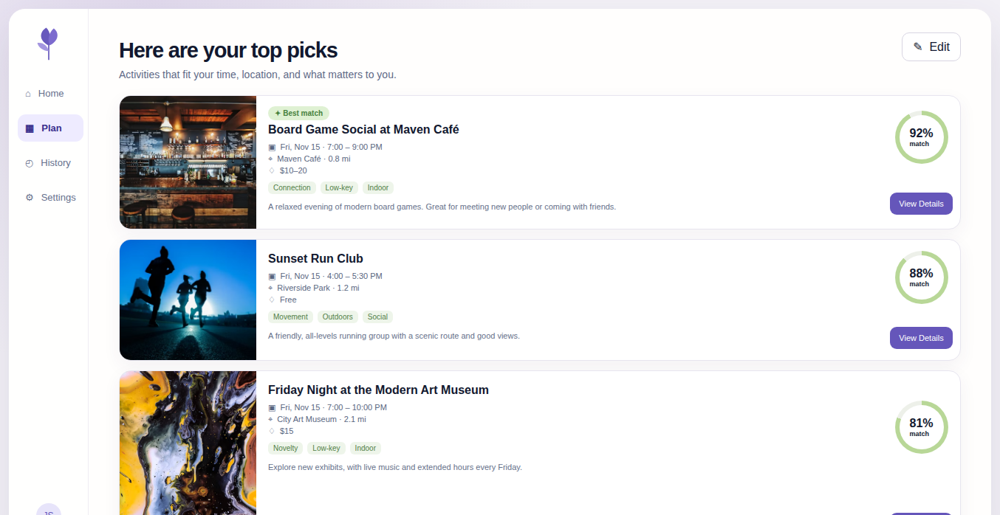 Here are your top picks
✎ Edit
Activities that fit your time, location, and what matters to you.
Home
Plan
History
Settings
JS
✦ Best match
Board Game Social at Maven Café
Fri, Nov 15 · 7:00 – 9:00 PM
Maven Café · 0.8 mi
$10–20
Connection Low-key Indoor
A relaxed evening of modern board games. Great for meeting new people or coming with friends.
92%
match
View Details
Sunset Run Club
Fri, Nov 15 · 4:00 – 5:30 PM
Riverside Park · 1.2 mi
Free
Movement Outdoors Social
A friendly, all-levels running group with a scenic route and good views.
88%
match
View Details
Friday Night at the Modern Art Museum
Fri, Nov 15 · 7:00 – 10:00 PM
City Art Museum · 2.1 mi
$15
Novelty Low-key Indoor
Explore new exhibits, with live music and extended hours every Friday.
81%
match